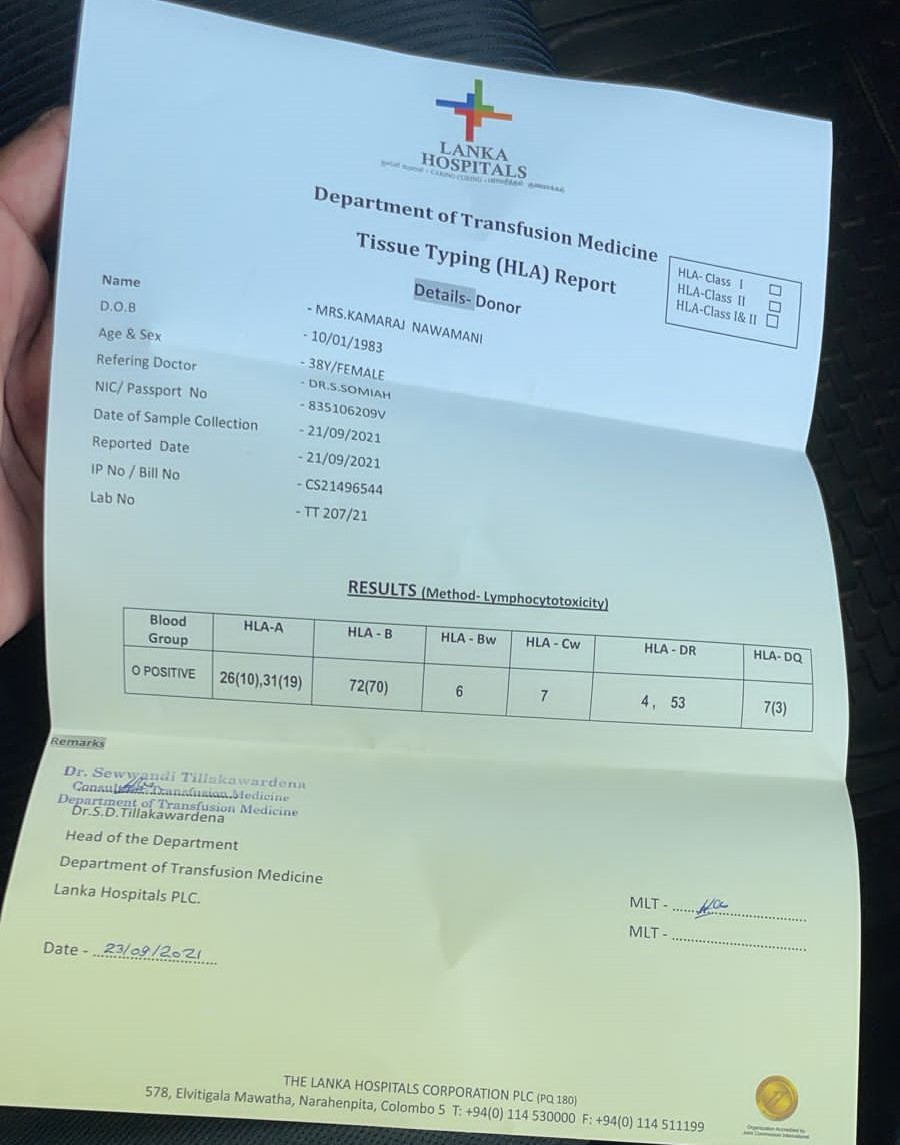 LANKA
HOSPITALS
Department of Transfusion Medicine
Tissue Typing (HLA) Report
Details- Donor
HLA- Class I
HLA-Class II
HLA-Class I& II
Name - MRS.KAMARAJ NAWAMANI
D.O.B - 10/01/1983
Age & Sex - 38Y/FEMALE
Refering Doctor - DR.S.SOMIAH
NIC/ Passport No - 835106209V
Date of Sample Collection - 21/09/2021
Reported Date - 21/09/2021
IP No / Bill No - CS21496544
Lab No - TT 207/21
RESULTS (Method- Lymphocytotoxicity)
Blood Group HLA-A HLA - B HLA - Bw HLA - Cw HLA - DR HLA- DQ
O POSITIVE 26(10),31(19) 72(70) 6 7 4 , 53 7(3)
Remarks
Dr. Sewwandi Tillakawardena
Transfusion Medicine
Department of Transfusion Medicine
Dr.S.D.Tillakawardena
Head of the Department
Department of Transfusion Medicine
Lanka Hospitals PLC.
MLT -
MLT -
Date - 23/09/2021
THE LANKA HOSPITALS CORPORATION PLC (PQ 180)
578, Elvitigala Mawatha, Narahenpita, Colombo 5 T: +94(0) 114 530000 F: +94(0) 114 511199
Organization Accredited by
Joint Commission International